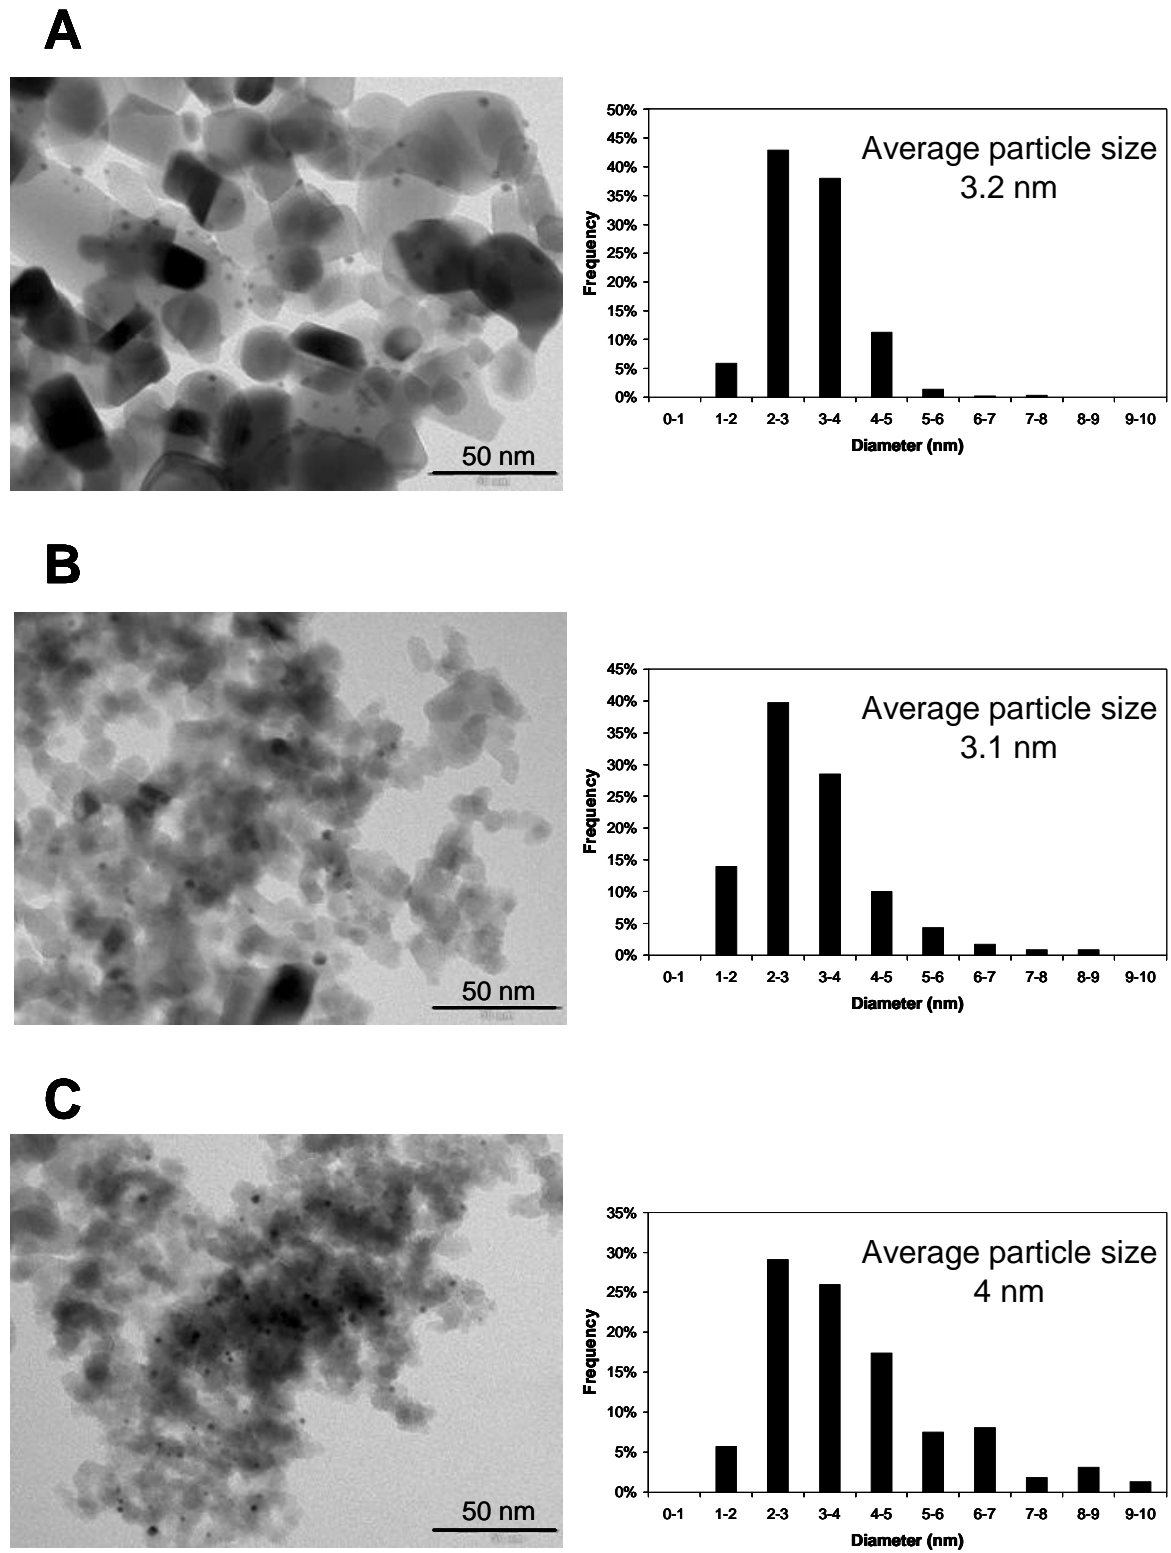 A
50 nm
50%
45%
40%
35%
30%
25%
20%
15%
10%
5%
0%
Frequency
Average particle size
3.2 nm
0-1 1-2 2-3 3-4 4-5 5-6 6-7 7-8 8-9 9-10
Diameter (nm)
B
50 nm
45%
40%
35%
30%
25%
20%
15%
10%
5%
0%
Frequency
Average particle size
3.1 nm
0-1 1-2 2-3 3-4 4-5 5-6 6-7 7-8 8-9 9-10
Diameter (nm)
C
50 nm
35%
30%
25%
20%
15%
10%
5%
0%
Frequency
Average particle size
4 nm
0-1 1-2 2-3 3-4 4-5 5-6 6-7 7-8 8-9 9-10
Diameter (nm)